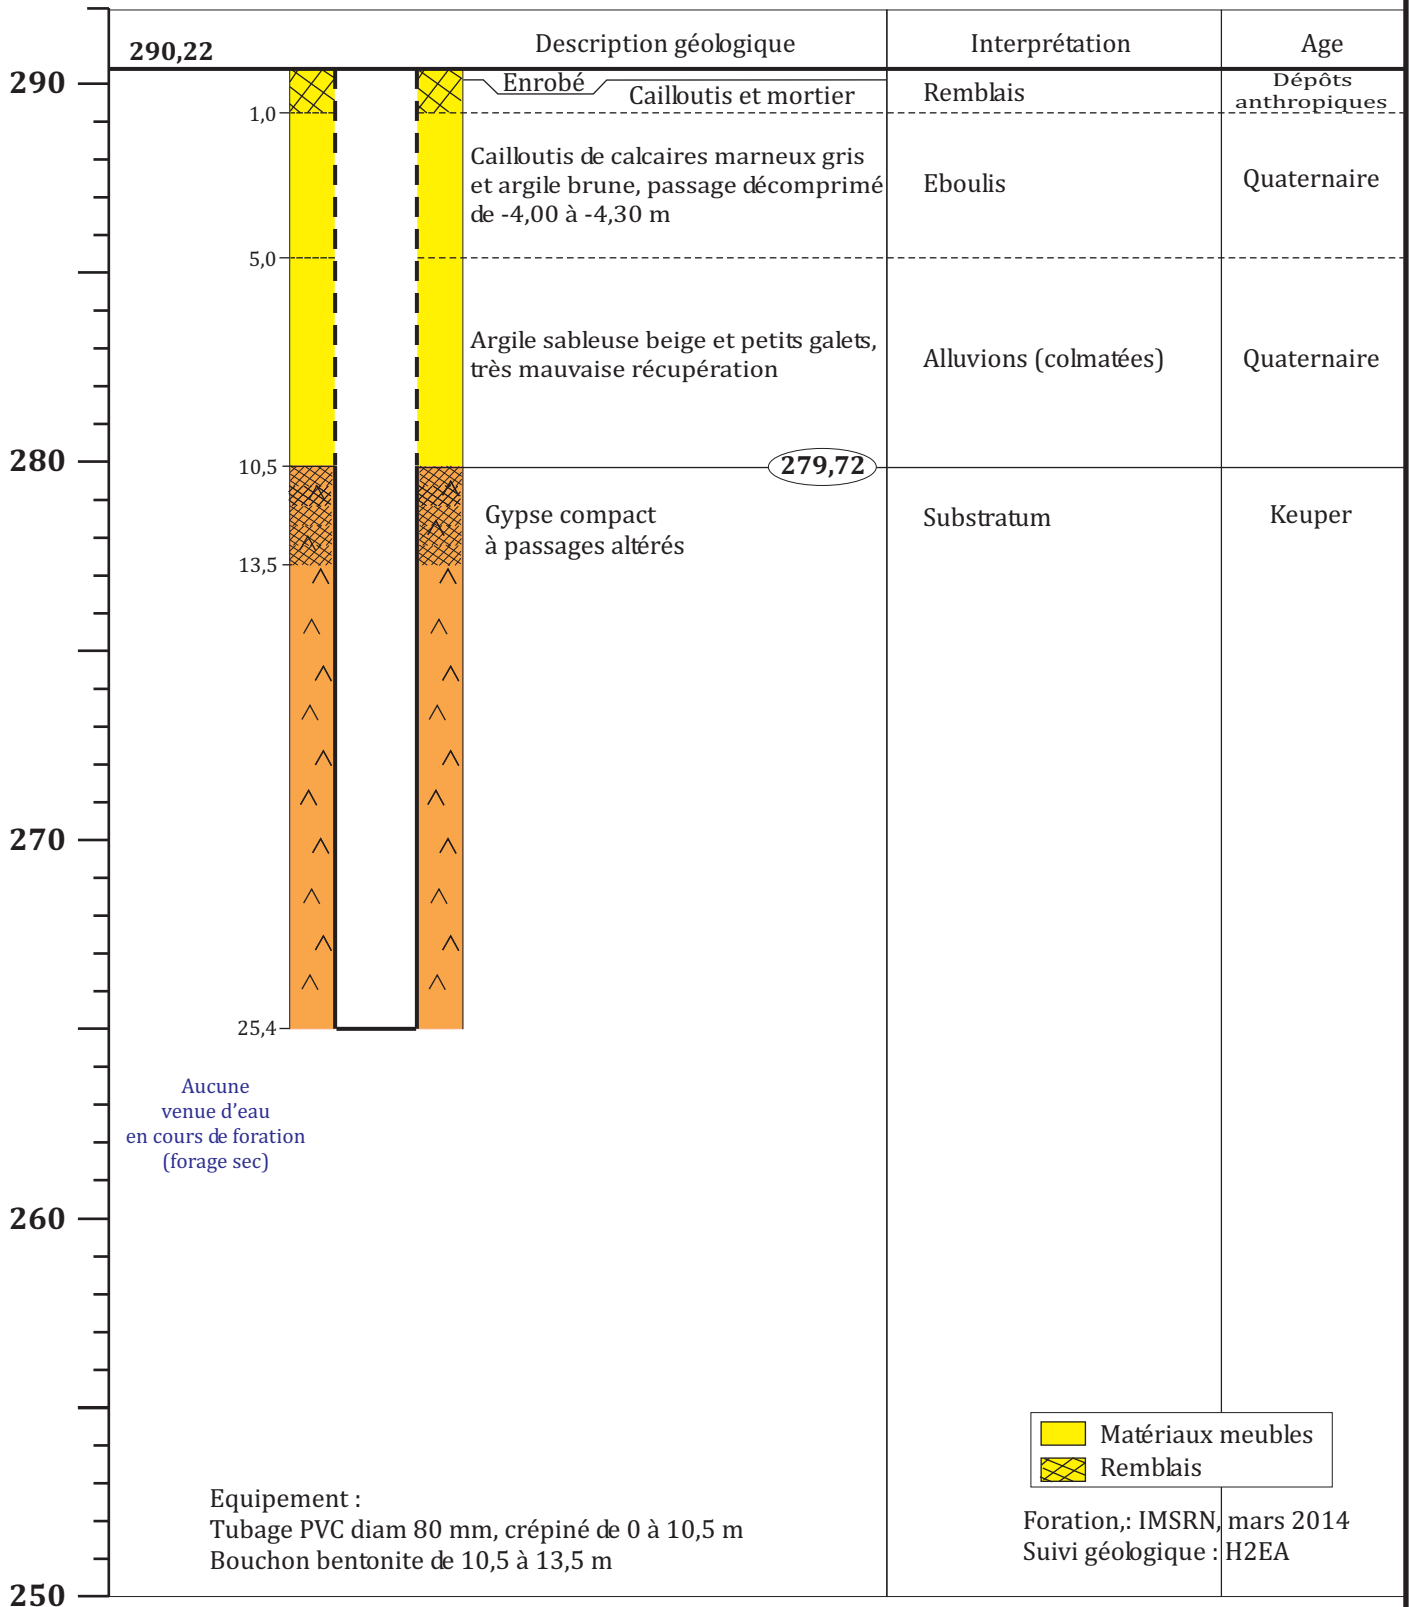 290,22
Description géologique
Interprétation
Age
290
Enrobé
Cailloutis et mortier
Remblais
Dépôts
anthropiques
1,0
Cailloutis de calcaires marneux gris
et argile brune, passage décomprimé
de -4,00 à -4,30 m
Eboulis
Quaternaire
5,0
Argile sableuse beige et petits galets,
très mauvaise récupération
Alluvions (colmatées)
Quaternaire
280
10,5
279,72
Gypse compact
à passages altérés
Substratum
Keuper
13,5
270
25,4
Aucune
venue d'eau
en cours de foration
(forage sec)
260
Matériaux meubles
Remblais
Equipement :
Tubage PVC diam 80 mm, crépiné de 0 à 10,5 m
Bouchon bentonite de 10,5 à 13,5 m
Foration,: IMSRN, mars 2014
Suivi géologique : H2EA
250